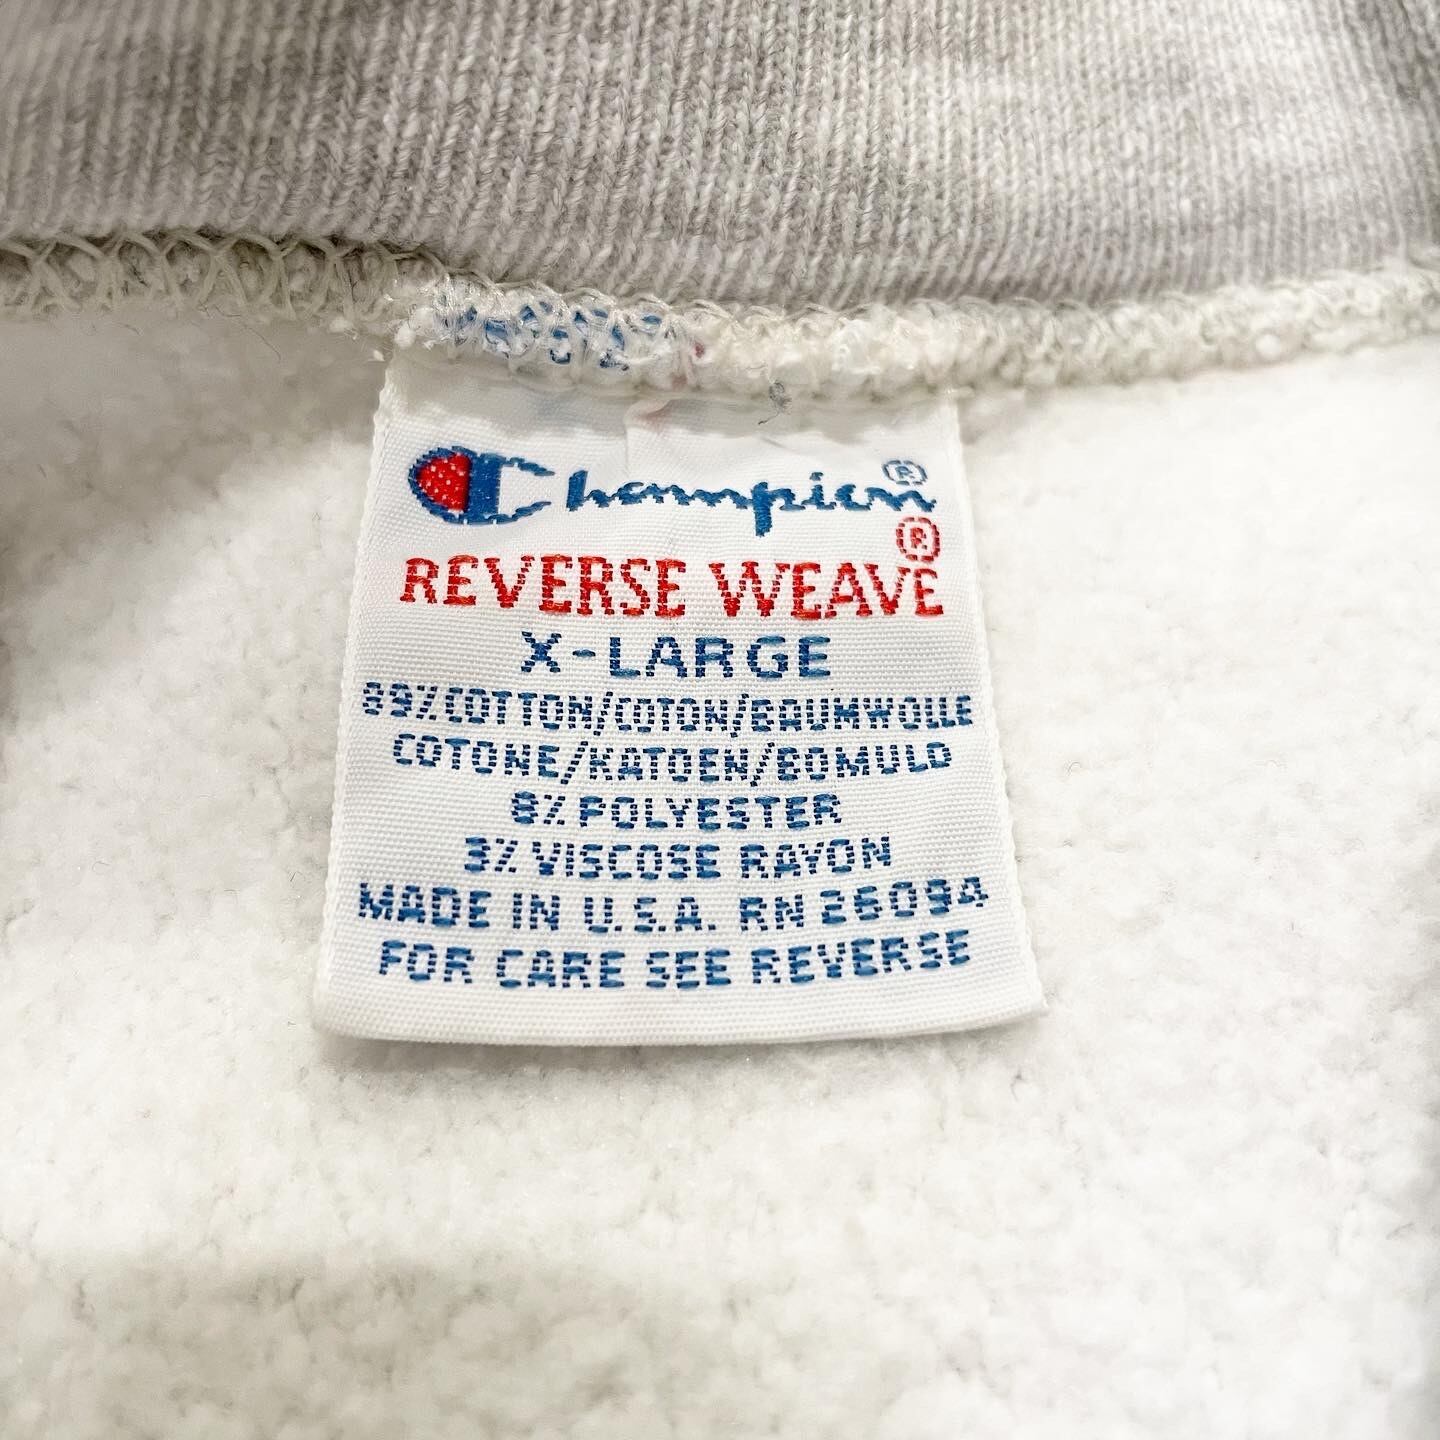 Champion®
REVERSE WEAVE®
X-LARGE
89% COTTON/COTON/BAUMWOLLE
COTONE/KATOEN/BOMULD
8% POLYESTER
3% VISCOSE RAYON
MADE IN U.S.A. RN 26094
FOR CARE SEE REVERSE